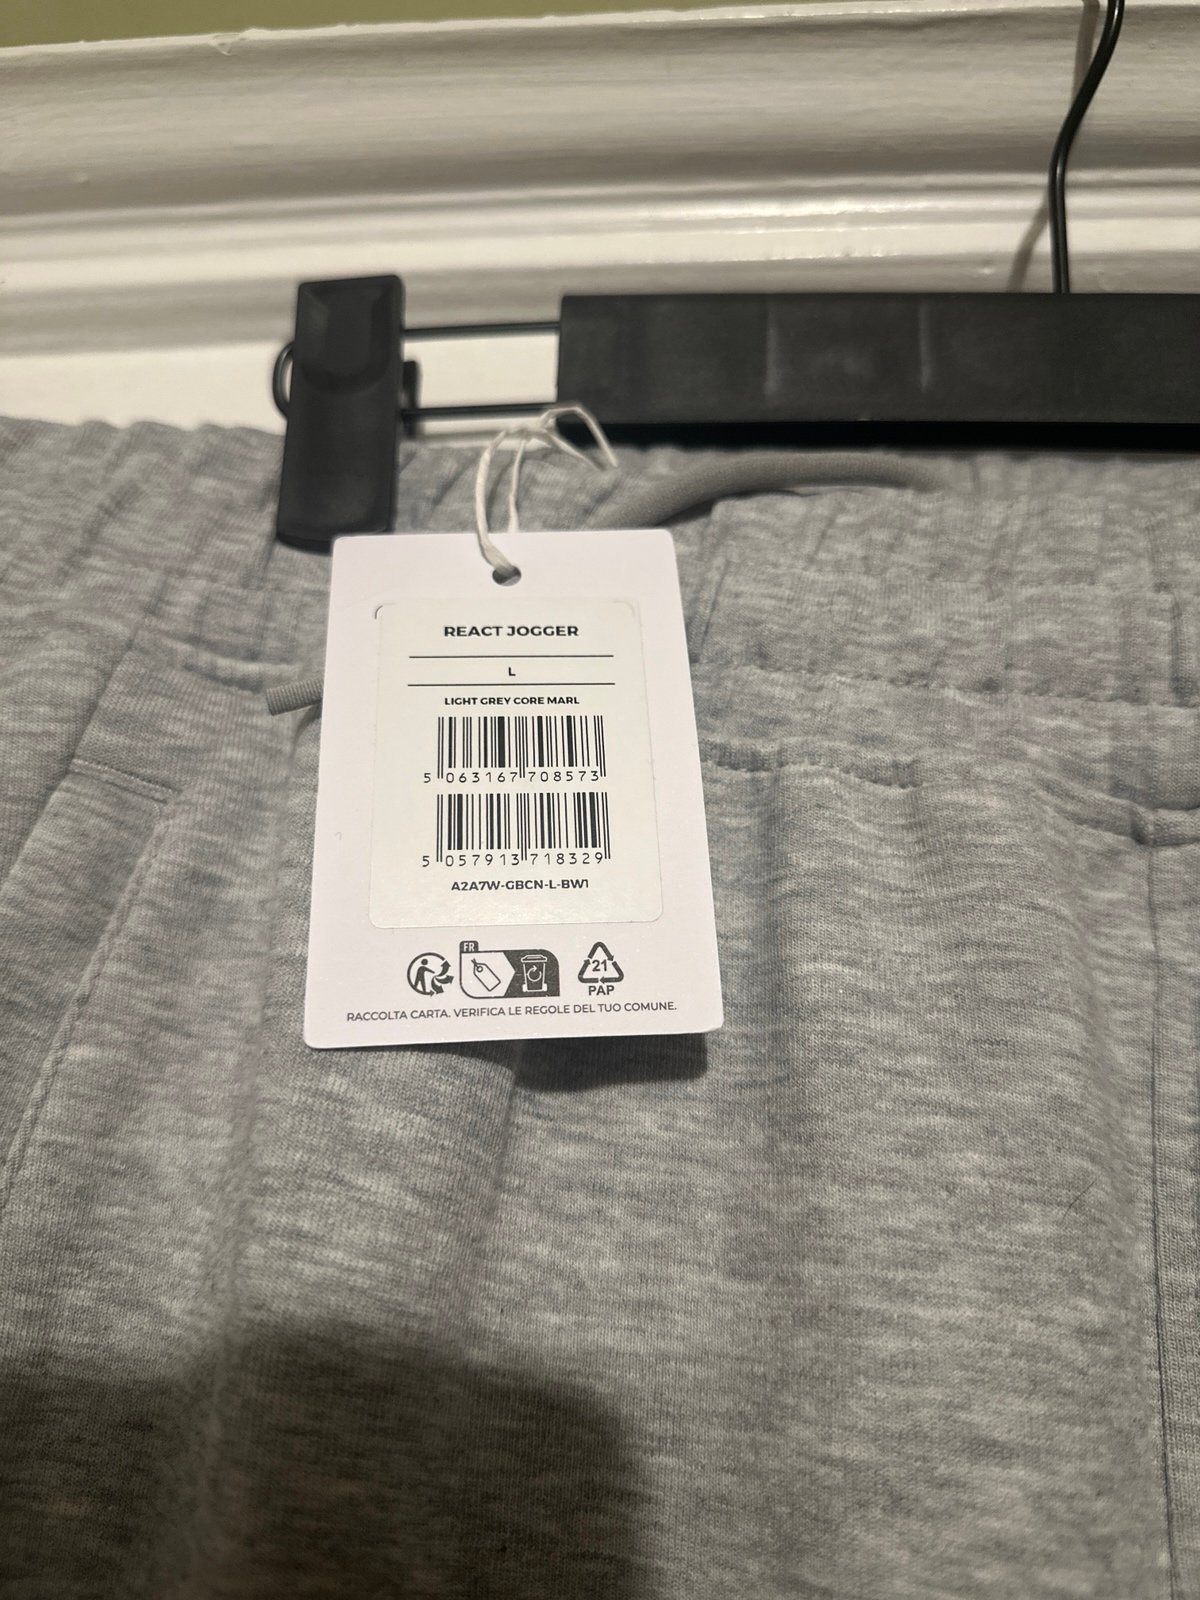 REACT JOGGER
L
LIGHT GREY CORE MARL
5 063167 708573
5 057913 718329
A2A7W-GBCN-L-BW1
FR
21
PAP
RACCOLTA CARTA. VERIFICA LE REGOLE DEL TUO COMUNE.